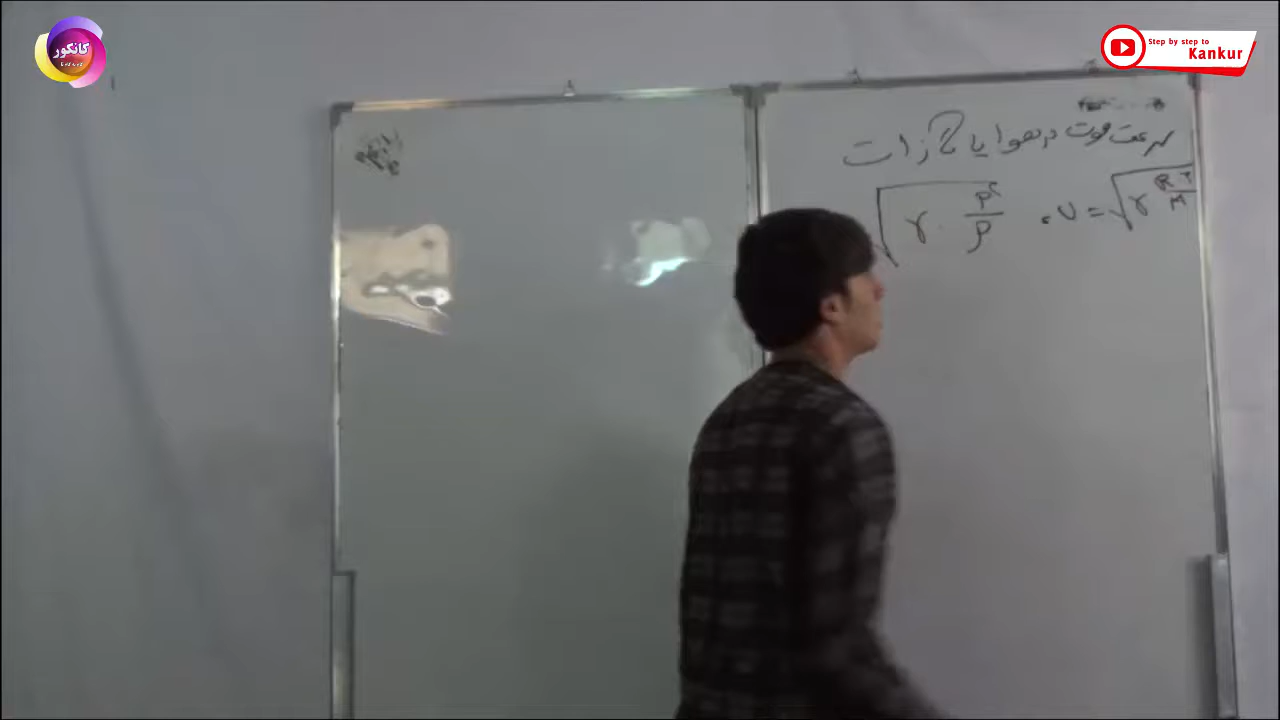 کانکور
Step by step to
Kankur
سرعت صوت در هوا یا گازات
√γ · P/ρ , v = √γ RT/M